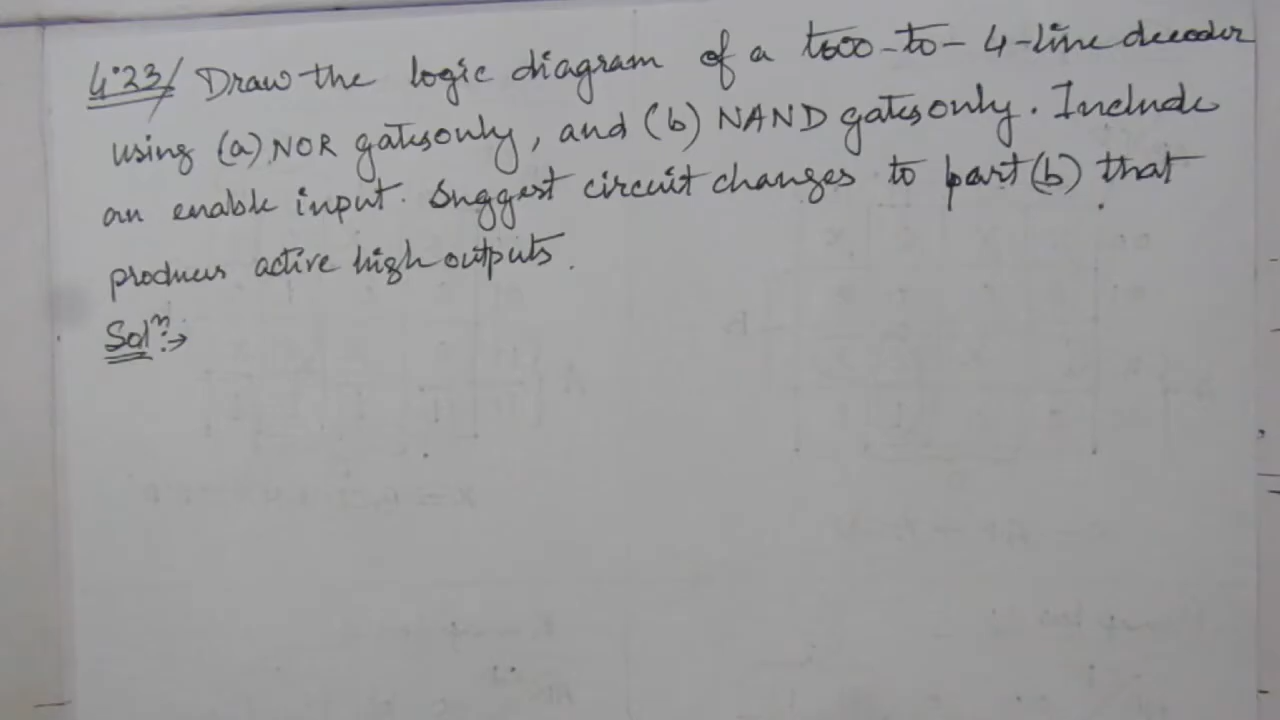 4.23/ Draw the logic diagram of a two-to-4-line decoder
using (a) NOR gates only, and (b) NAND gates only. Include
an enable input. Suggest circuit changes to part (b) that
produces active high outputs.
Solⁿ:→